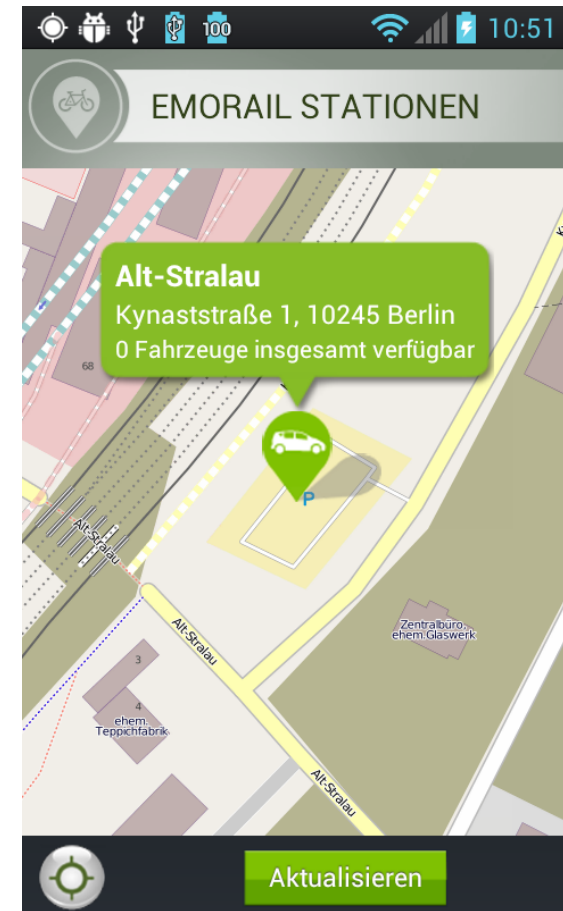 100
10:51
EMORAIL STATIONEN
Alt-Stralau
Kynaststraße 1, 10245 Berlin
0 Fahrzeuge insgesamt verfügbar
68
P
Alt-Stralau
Alt-Stralau
Zentralbüro,
ehem.Glaswerk
3
4
ehem.
Teppichfabrik
Alt-Stralau
Aktualisieren